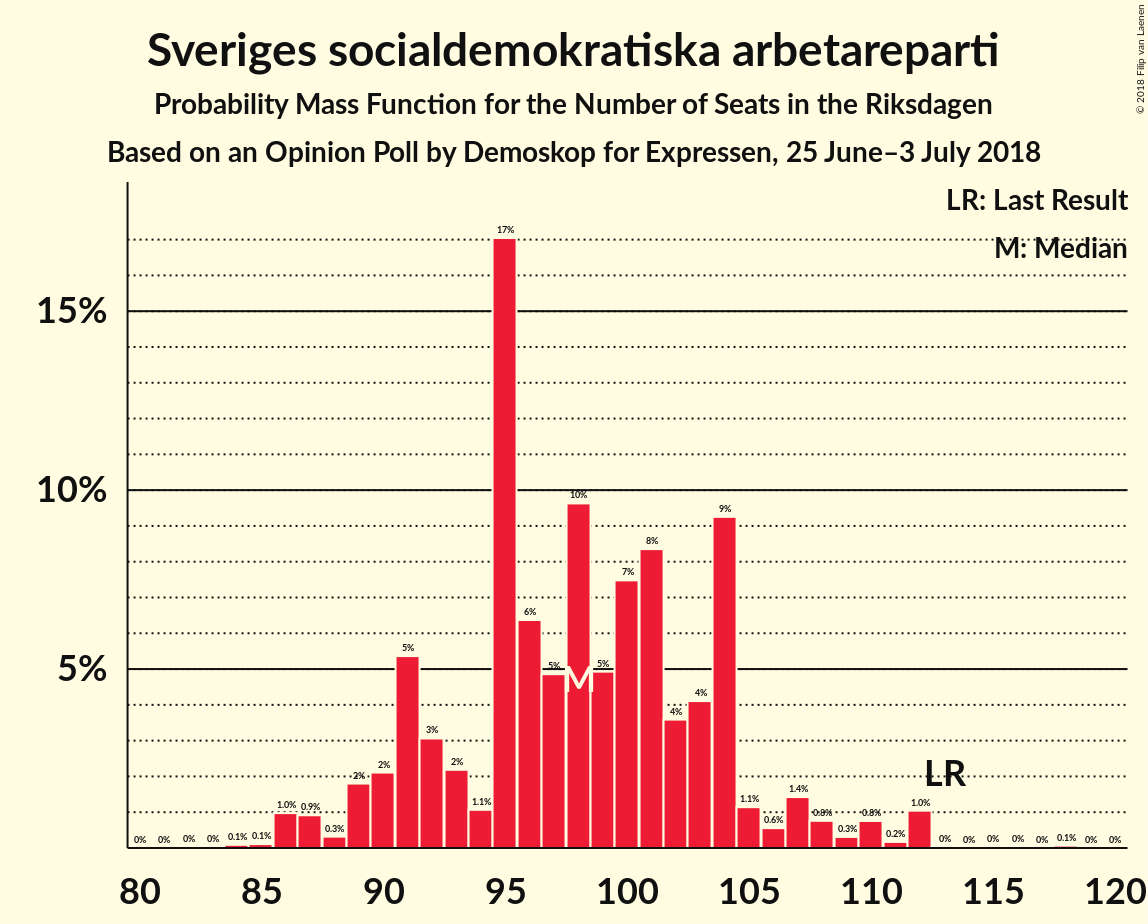 Sveriges socialdemokratiska arbetareparti
Probability Mass Function for the Number of Seats in the Riksdagen
Based on an Opinion Poll by Demoskop for Expressen, 25 June–3 July 2018
© 2018 Filip van Laenen
LR: Last Result
M: Median
15%
10%
5%
0% 0% 0% 0% 0.1% 0.1% 1.0% 0.9% 0.3% 2% 2% 5% 3% 2% 1.1% 17% 6% 5% 10% 5% 7% 8% 4% 4% 9% 1.1% 0.6% 1.4% 0.8% 0.3% 0.8% 0.2% 1.0% 0% 0% 0% 0% 0% 0.1% 0% 0%
M
LR
80 85 90 95 100 105 110 115 120